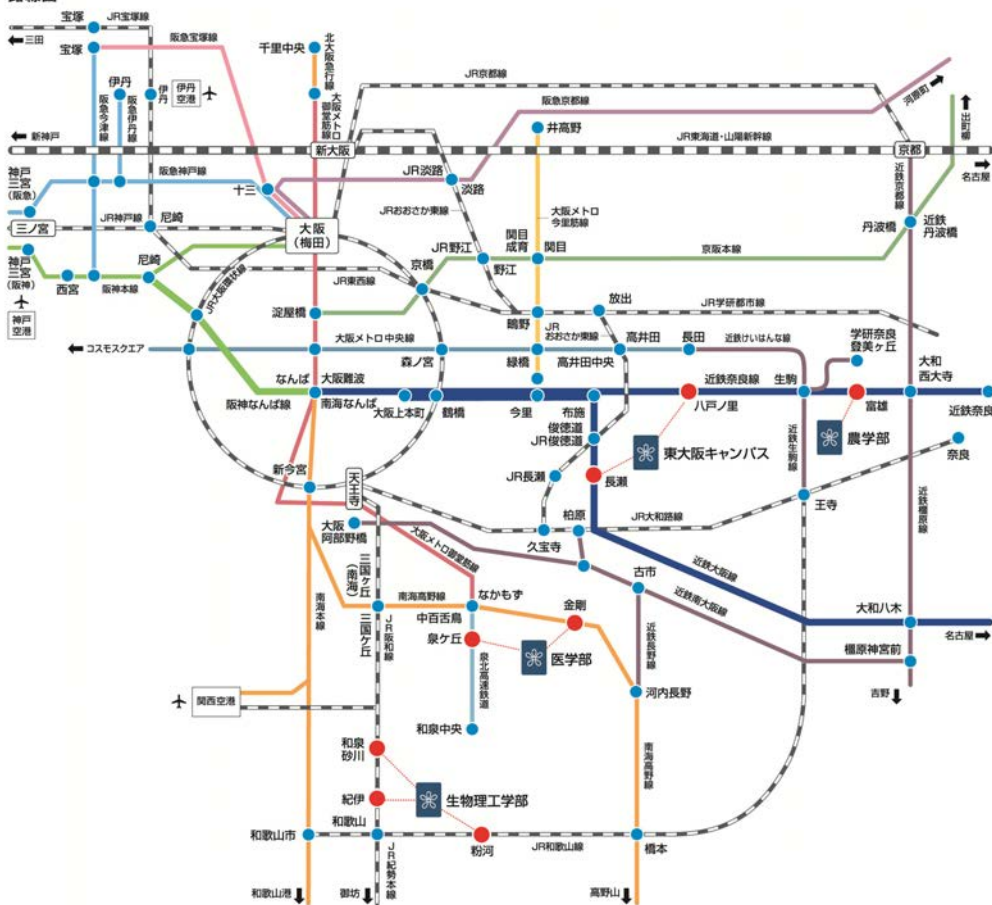 宝塚
JR宝塚線
三田
宝塚
阪急宝塚線
千里中央
北大阪急行線
大阪メトロ御堂筋線
JR京都線
阪急京都線
河原町
伊丹
伊丹
伊丹空港
阪急今津線
阪急伊丹線
井高野
出町柳
新神戸
新大阪
JR東海道・山陽新幹線
京都
名古屋
神戸三宮(阪急)
阪急神戸線
十三
JR淡路
淡路
近鉄京都線
三ノ宮
JR神戸線
尼崎
大阪(梅田)
JRおおさか東線
大阪メトロ今里筋線
丹波橋
近鉄丹波橋
神戸三宮(阪神)
尼崎
JR野江
関目成育
関目
京阪本線
西宮
阪神本線
JR大阪環状線
JR東西線
京橋
野江
神戸空港
淀屋橋
鴫野
放出
JR学研都市線
コスモスクエア
大阪メトロ中央線
森ノ宮
緑橋
JRおおさか東線
高井田中央
高井田
長田
近鉄けいはんな線
学研奈良登美ヶ丘
生駒
大和西大寺
なんば
大阪難波
南海なんば
阪神なんば線
大阪上本町
鶴橋
今里
布施
近鉄奈良線
八戸ノ里
富雄
近鉄奈良
俊徳道
JR俊徳道
東大阪キャンパス
農学部
奈良
近鉄生駒線
新今宮
天王寺
JR長瀬
長瀬
王寺
近鉄橿原線
大阪阿部野橋
柏原
久宝寺
JR大和路線
大阪メトロ御堂筋線
三国ヶ丘(南海)
古市
近鉄大阪線
近鉄南大阪線
南海本線
南海高野線
なかもず
中百舌鳥
金剛
大和八木
名古屋
三国ケ丘
JR阪和線
泉ケ丘
医学部
近鉄長野線
橿原神宮前
泉北高速鉄道
河内長野
吉野
関西空港
和泉中央
和泉砂川
南海高野線
紀伊
生物理工学部
和歌山市
和歌山
粉河
JR和歌山線
橋本
JR紀勢本線
和歌山港
御坊
高野山